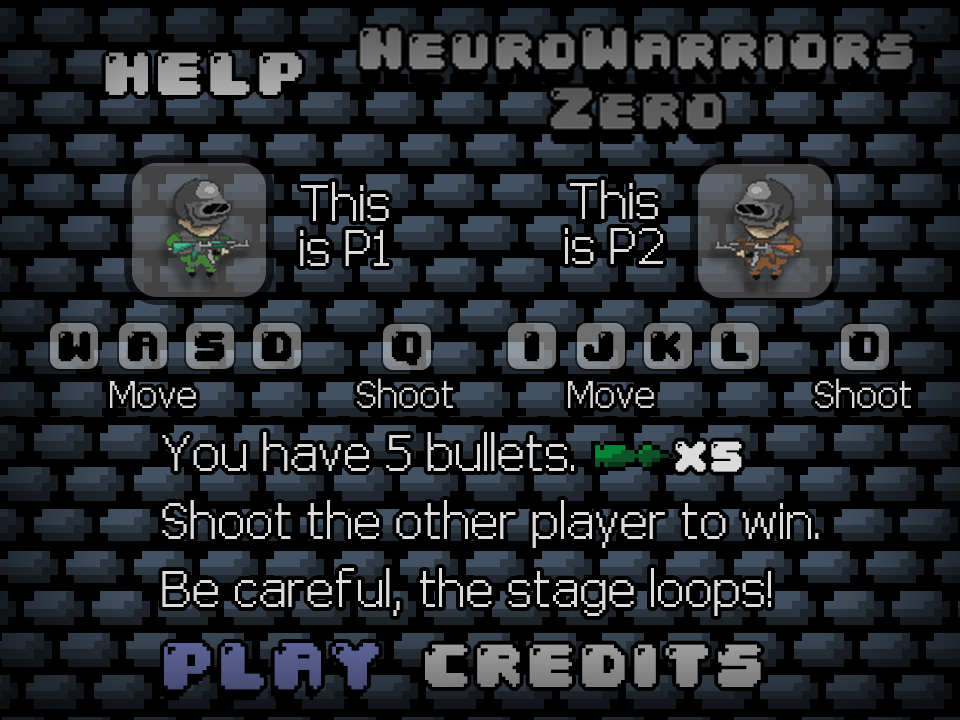 HELP
NEUROWARRIORS
ZERO
This
is P1
This
is P2
W A S D Q I J K L O
Move Shoot Move Shoot
You have 5 bullets. X5
Shoot the other player to win.
Be careful, the stage loops!
PLAY CREDITS